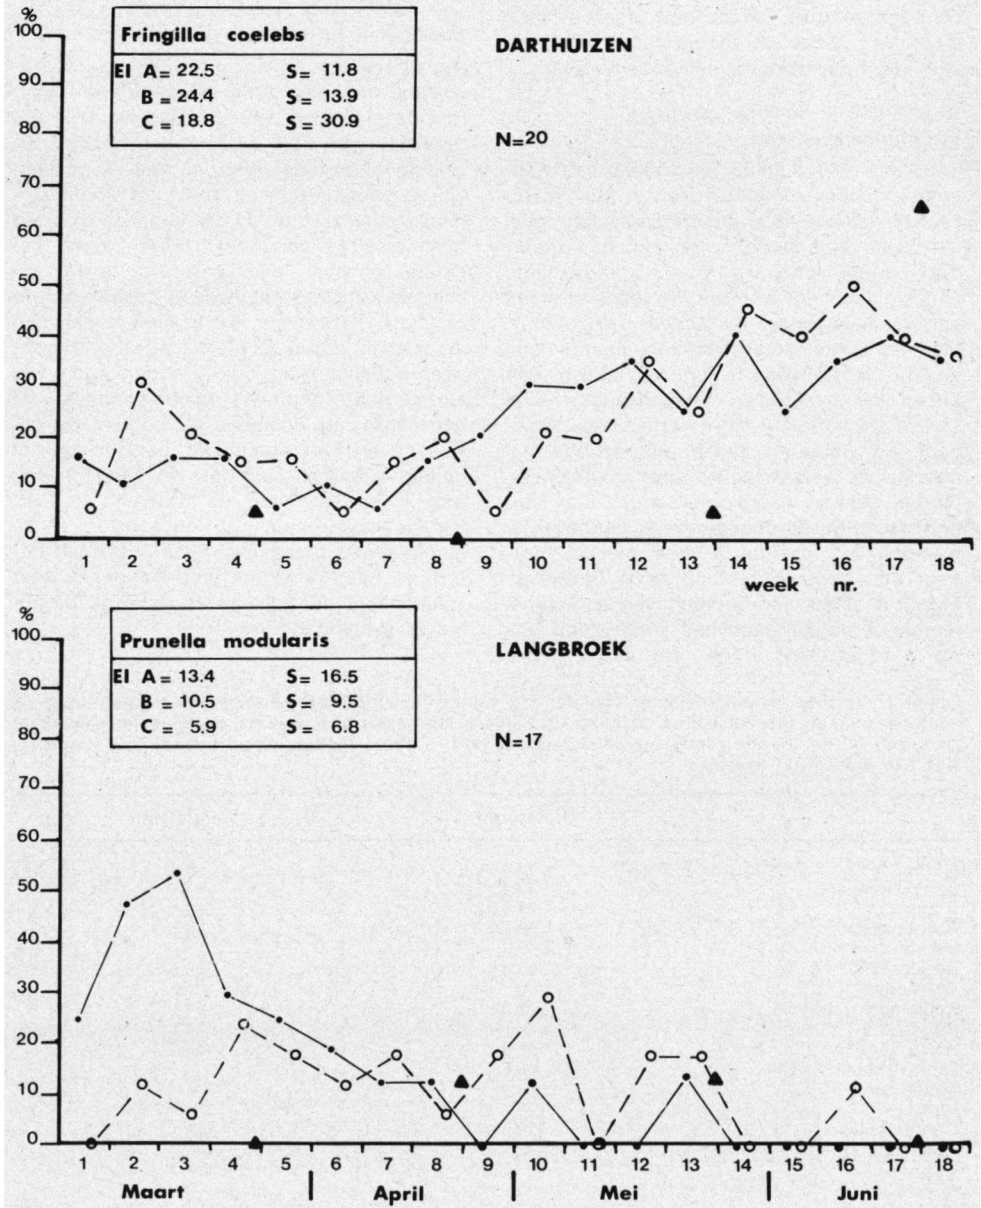 %
100
90
80
70
60
50
40
30
20
10
0
Fringilla coelebs
EI A = 22.5 S = 11.8
B = 24.4 S = 13.9
C = 18.8 S = 30.9
DARTHUIZEN
N=20
1 2 3 4 5 6 7 8 9 10 11 12 13 14 15 16 17 18
week nr.
%
100
90
80
70
60
50
40
30
20
10
0
Prunella modularis
EI A = 13.4 S = 16.5
B = 10.5 S = 9.5
C = 5.9 S = 6.8
LANGBROEK
N=17
1 2 3 4 5 6 7 8 9 10 11 12 13 14 15 16 17 18
Maart April Mei Juni